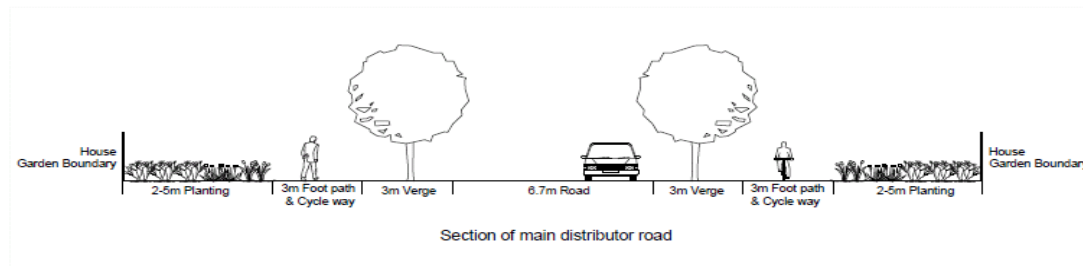 House
Garden Boundary
House
Garden Boundary
2-5m Planting
3m Foot path
& Cycle way
3m Verge
6.7m Road
3m Verge
3m Foot path
& Cycle way
2-5m Planting
Section of main distributor road